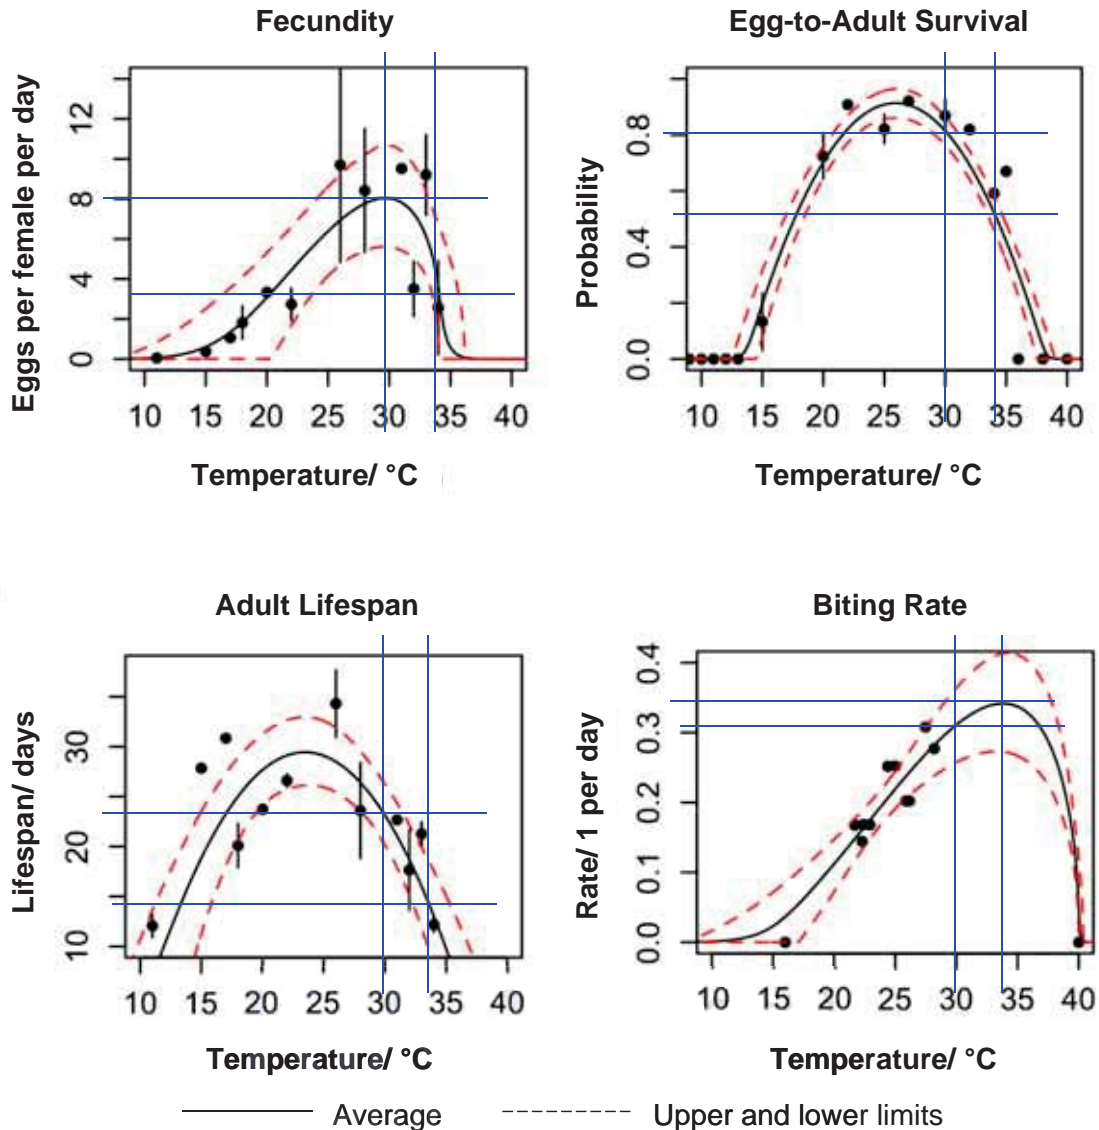 Fecundity
Eggs per female per day
12
8
4
0
10 15 20 25 30 35 40
Temperature/ °C
Egg-to-Adult Survival
Probability
0.8
0.4
0.0
10 15 20 25 30 35 40
Temperature/ °C
Adult Lifespan
Lifespan/ days
30
20
10
10 15 20 25 30 35 40
Temperature/ °C
Biting Rate
Rate/ 1 per day
0.4
0.3
0.2
0.1
0.0
10 15 20 25 30 35 40
Temperature/ °C
Average
Upper and lower limits